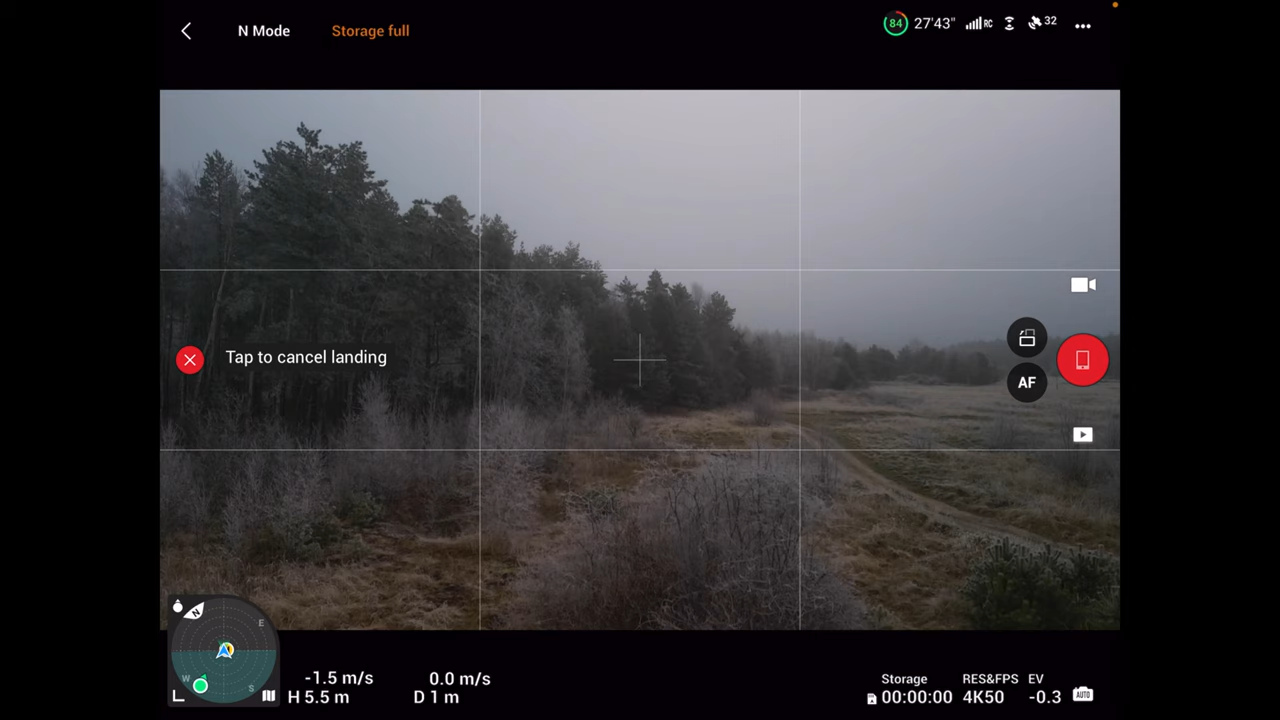 N Mode
Storage full
84
27'43"
RC
32
Tap to cancel landing
AF
N
E
W
S
-1.5 m/s
0.0 m/s
H 5.5 m
D 1 m
Storage
RES&FPS
EV
00:00:00
4K50
-0.3
AUTO